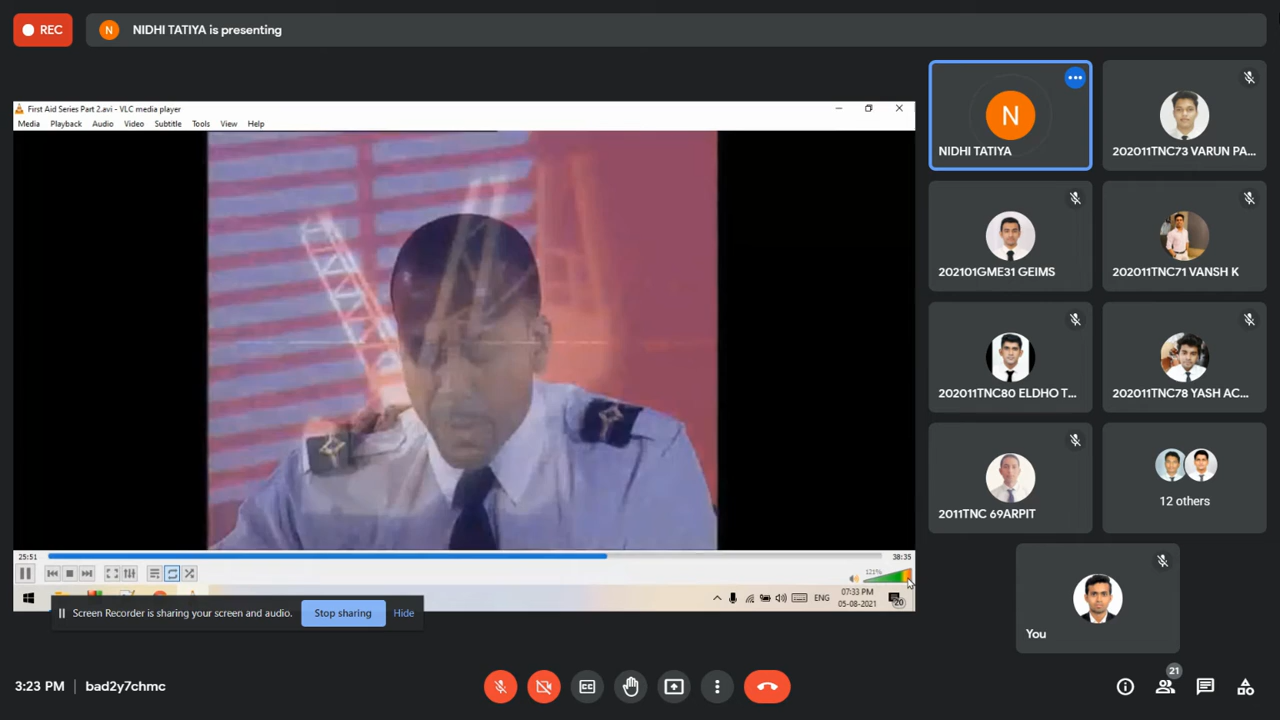 REC
N
NIDHI TATIYA is presenting
First Aid Series Part 2.avi - VLC media player
Media Playback Audio Video Subtitle Tools View Help
25:51
38:35
121%
ENG
07:33 PM
05-08-2021
20
Screen Recorder is sharing your screen and audio.
Stop sharing
Hide
N
NIDHI TATIYA
202011TNC73 VARUN PA...
202101GME31 GEIMS
202011TNC71 VANSH K
202011TNC80 ELDHO T...
202011TNC78 YASH AC...
2011TNC 69ARPIT
12 others
You
3:23 PM | bad2y7chmc
CC
21